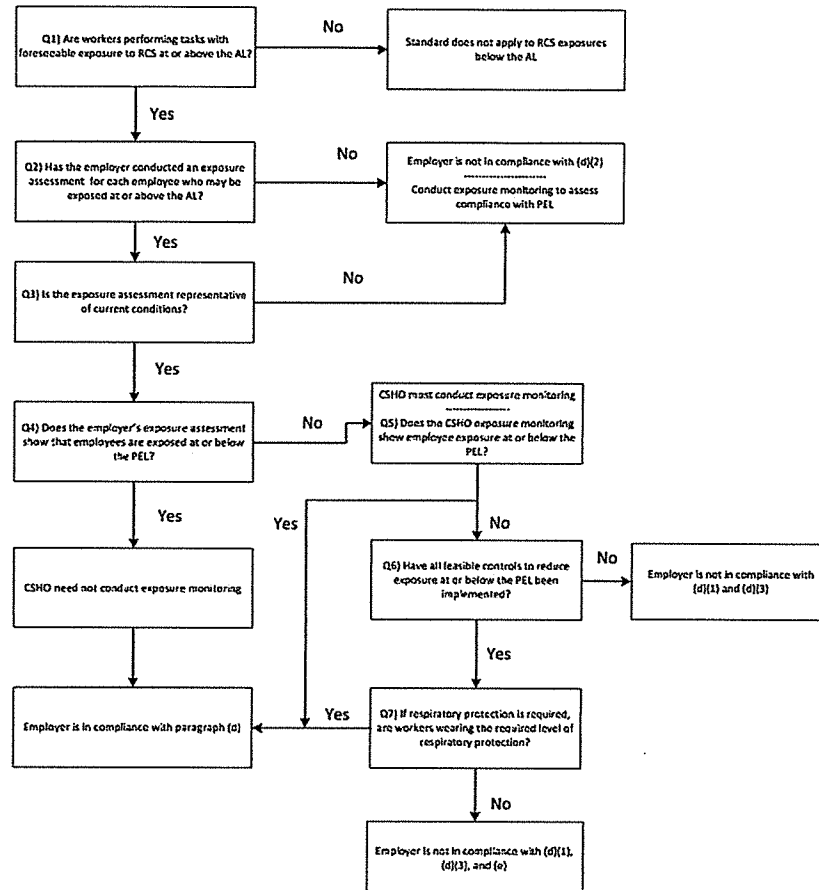 Q1) Are workers performing tasks with
foreseeable exposure to RCS at or above the AL?
No
Standard does not apply to RCS exposures
below the AL
Yes
Q2) Has the employer conducted an exposure
assessment for each employee who may be
exposed at or above the AL?
No
Employer is not in compliance with (d)(2)
Conduct exposure monitoring to assess
compliance with PEL
Yes
Q3) Is the exposure assessment representative
of current conditions?
No
Yes
Q4) Does the employer's exposure assessment
show that employees are exposed at or below
the PEL?
No
CSHO must conduct exposure monitoring
Q5) Does the CSHO exposure monitoring
show employee exposure at or below the
PEL?
Yes
Yes
No
CSHO need not conduct exposure monitoring
Q6) Have all feasible controls to reduce
exposure at or below the PEL been
implemented?
No
Employer is not in compliance with
(d)(1) and (d)(3)
Yes
Employer is in compliance with paragraph (d)
Yes
Q7) If respiratory protection is required,
are workers wearing the required level of
respiratory protection?
No
Employer is not in compliance with (d)(1),
(d)(3), and (e)